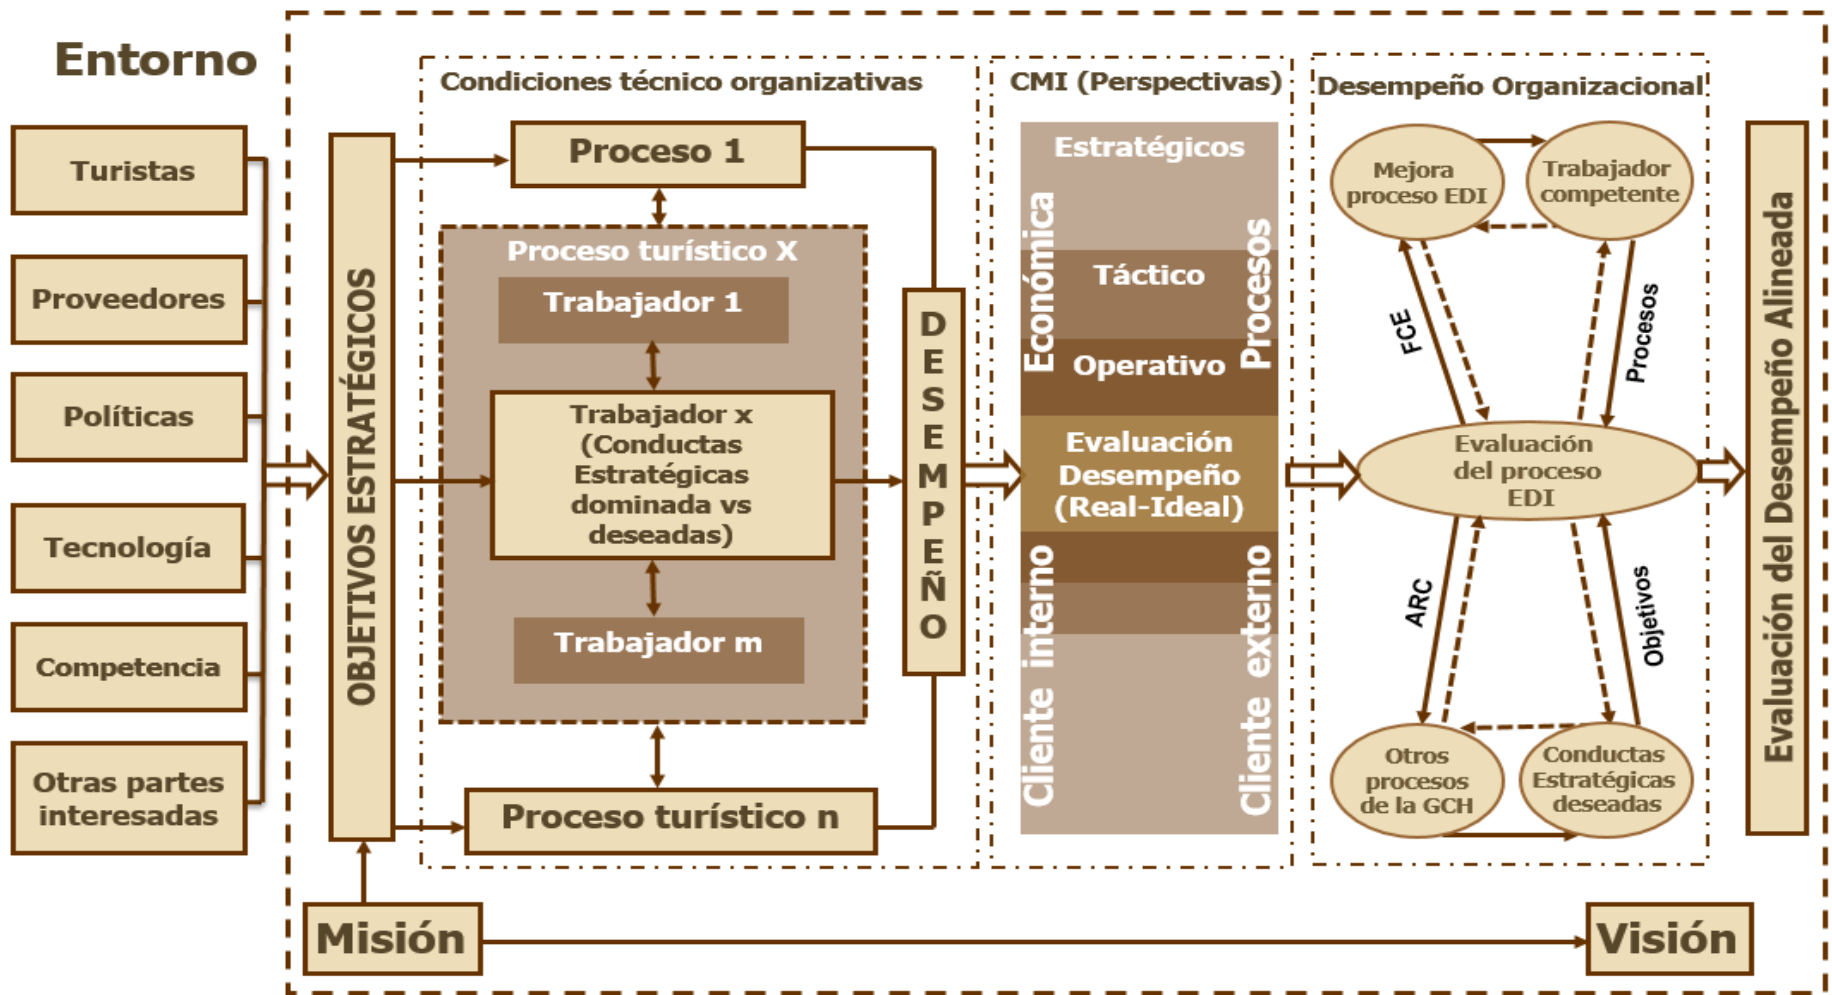 Entorno
Turistas
Proveedores
Políticas
Tecnología
Competencia
Otras partes
interesadas
OBJETIVOS ESTRATÉGICOS
Condiciones técnico organizativas
Proceso 1
Proceso turístico X
Trabajador 1
Trabajador x
(Conductas
Estratégicas
dominada vs
deseadas)
Trabajador m
Proceso turístico n
DESEMPEÑO
CMI (Perspectivas)
Estratégicos
Económica
Procesos
Táctico
Operativo
Evaluación
Desempeño
(Real-Ideal)
Cliente interno
Cliente externo
Desempeño Organizacional
Mejora
proceso EDI
Trabajador
competente
FCE
Procesos
Evaluación
del proceso
EDI
ARC
Objetivos
Otros
procesos
de la GCH
Conductas
Estratégicas
deseadas
Evaluación del Desempeño Alineada
Misión
Visión